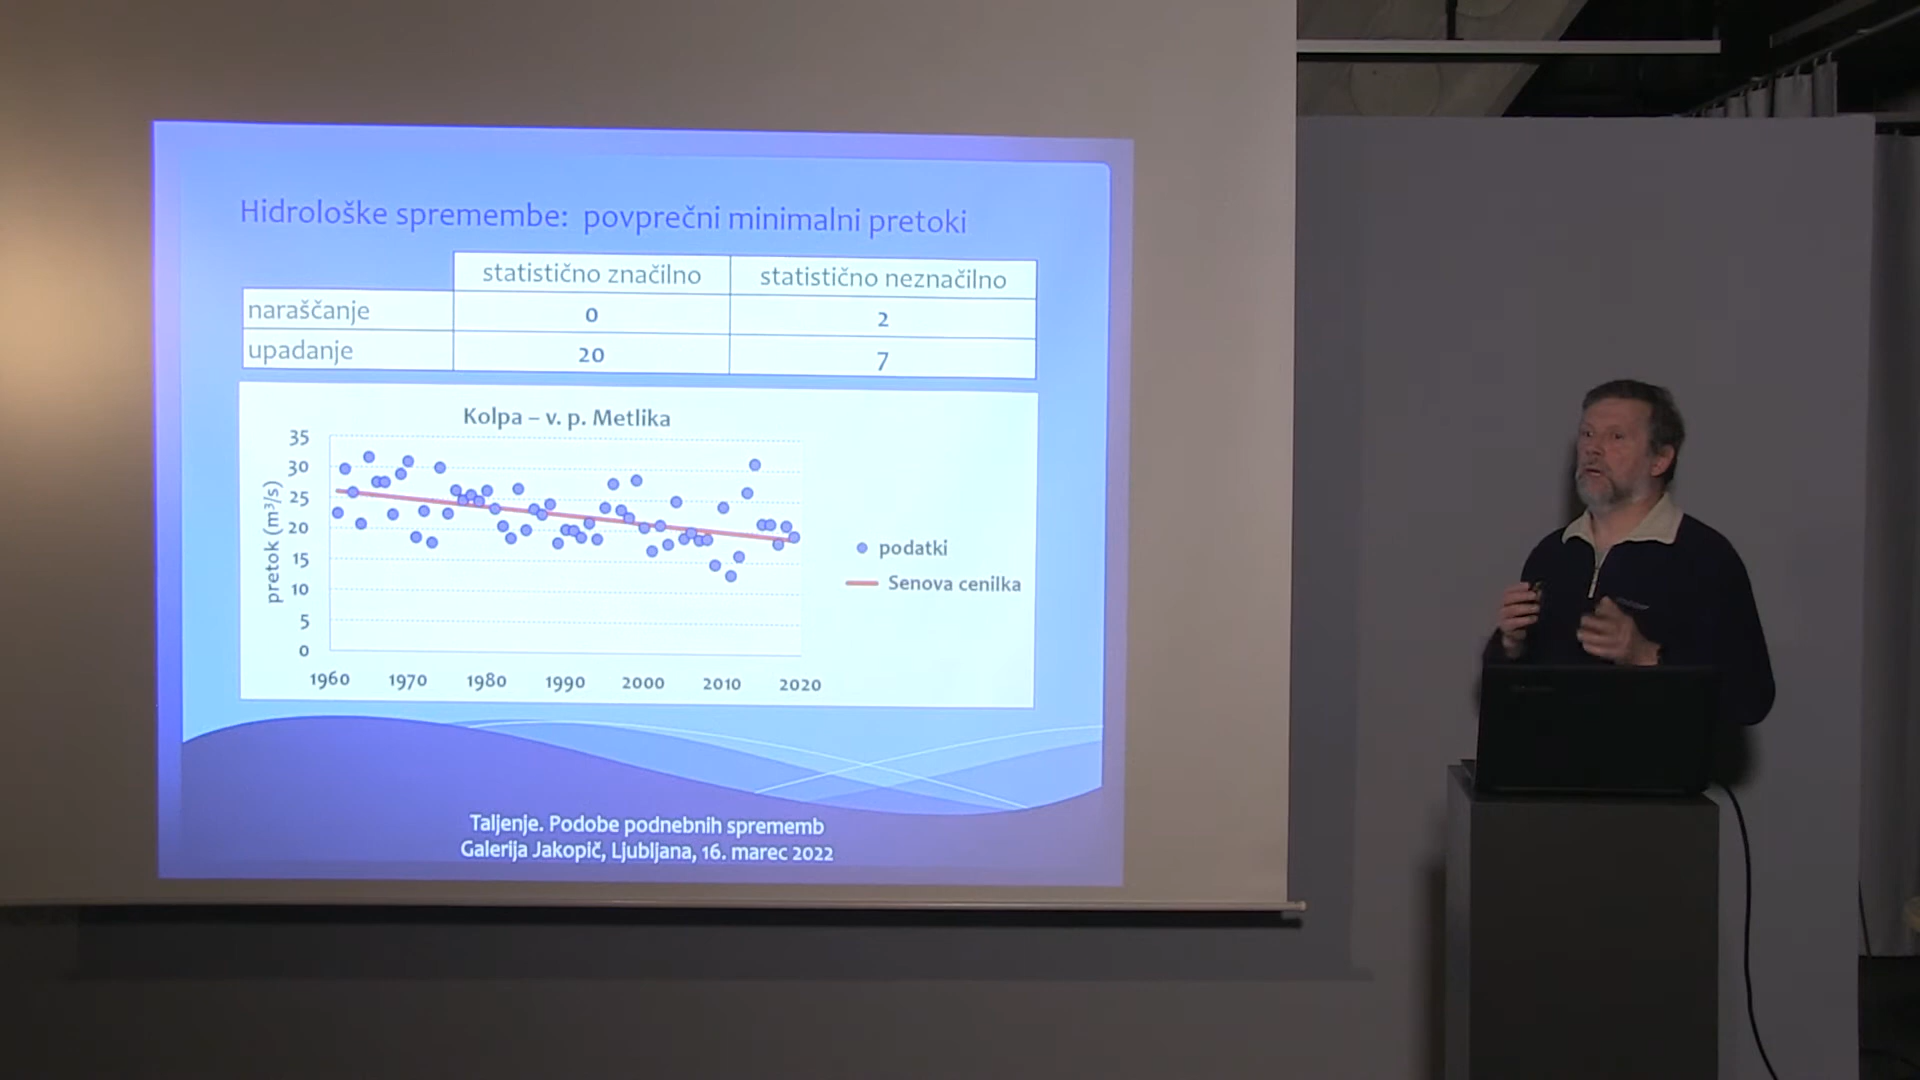 Hidrološke spremembe: povprečni minimalni pretoki
statistično značilno statistično neznačilno
naraščanje 0 2
upadanje 20 7
Kolpa – v. p. Metlika
pretok (m³/s)
35
30
25
20
15
10
5
0
1960 1970 1980 1990 2000 2010 2020
podatki
Senova cenilka
Taljenje. Podobe podnebnih sprememb
Galerija Jakopič, Ljubljana, 16. marec 2022